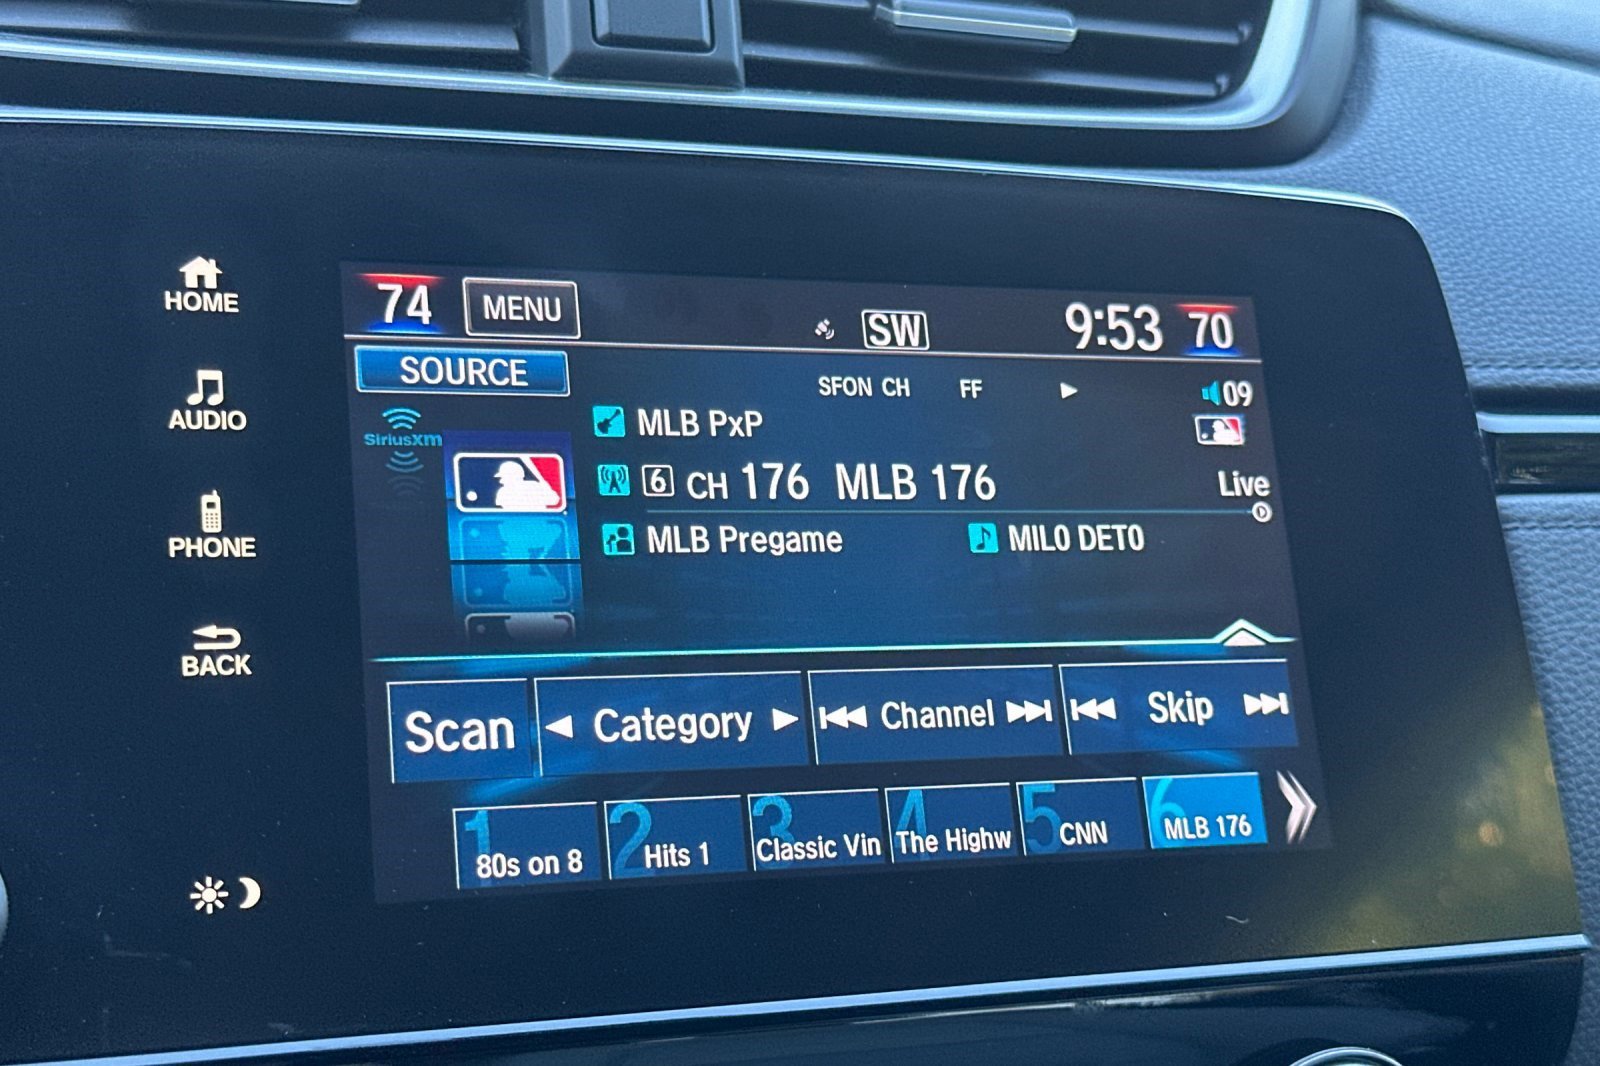 HOME
AUDIO
PHONE
BACK
74 MENU SW 9:53 70
SOURCE
SFON CH FF 09
SiriusXM
MLB PxP
6 CH 176 MLB 176 Live
MLB Pregame MIL@DET0
Scan Category Channel Skip
1 80s on 8
2 Hits 1
3 Classic Vin
4 The Highw
5 CNN
6 MLB 176